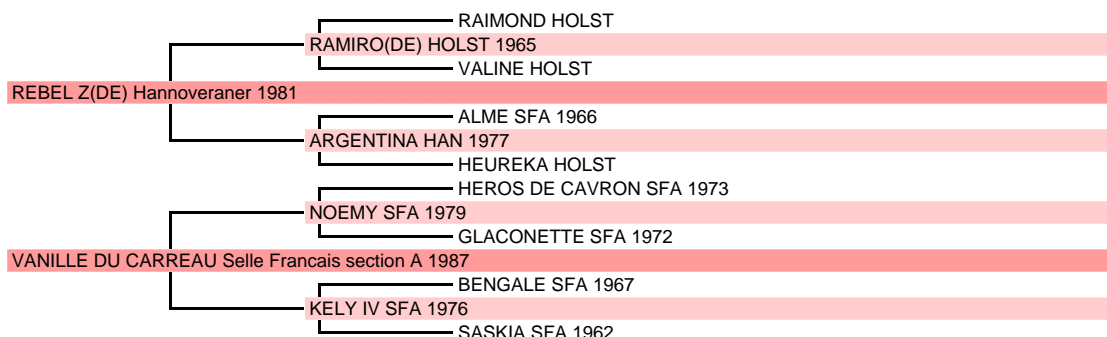 RAIMOND HOLST
RAMIRO(DE) HOLST 1965
VALINE HOLST
REBEL Z(DE) Hannoveraner 1981
ALME SFA 1966
ARGENTINA HAN 1977
HEUREKA HOLST
HEROS DE CAVRON SFA 1973
NOEMY SFA 1979
GLACONETTE SFA 1972
VANILLE DU CARREAU Selle Francais section A 1987
BENGALE SFA 1967
KELY IV SFA 1976
SASKIA SFA 1962